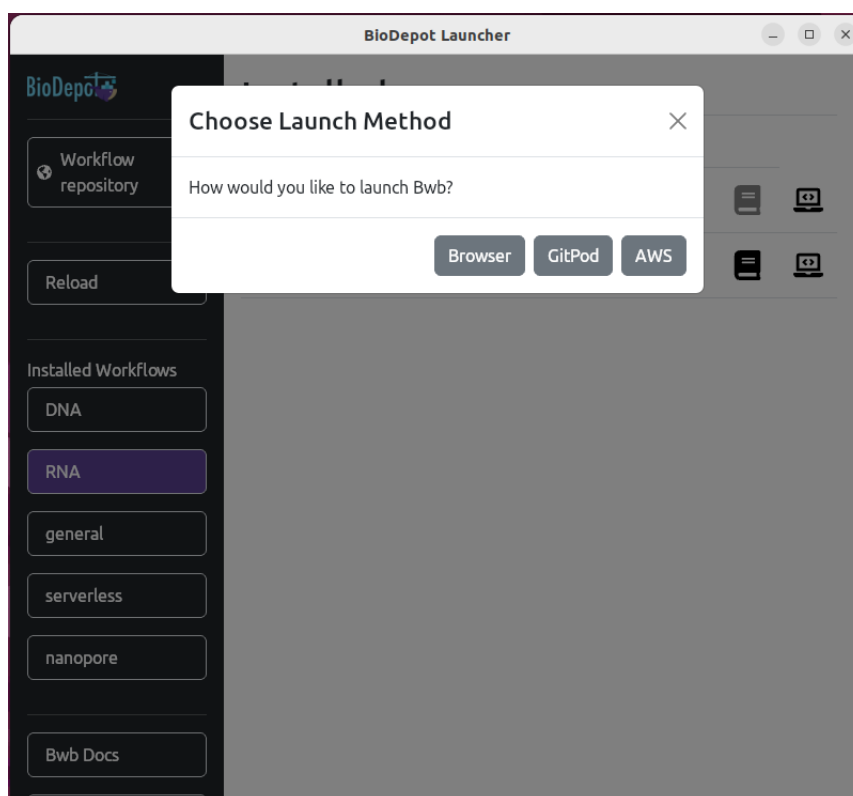 BioDepot Launcher
BioDepot
Choose Launch Method
Workflow
repository
How would you like to launch Bwb?
Browser GitPod AWS
Reload
Installed Workflows
DNA
RNA
general
serverless
nanopore
Bwb Docs